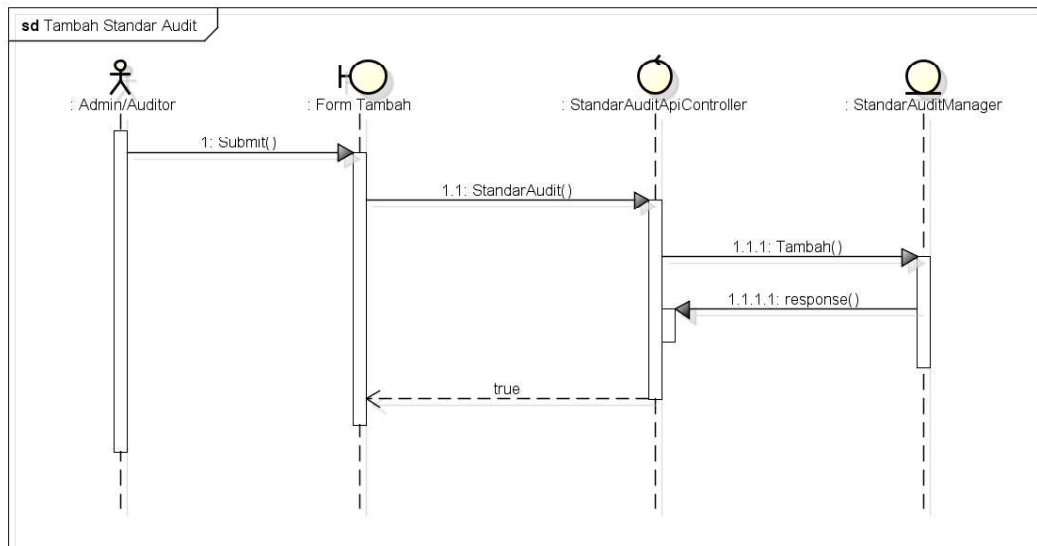 sd Tambah Standar Audit
: Admin/Auditor
: Form Tambah
: StandarAuditApiController
: StandarAuditManager
1: Submit()
1.1: StandarAudit()
1.1.1: Tambah()
1.1.1.1: response()
true